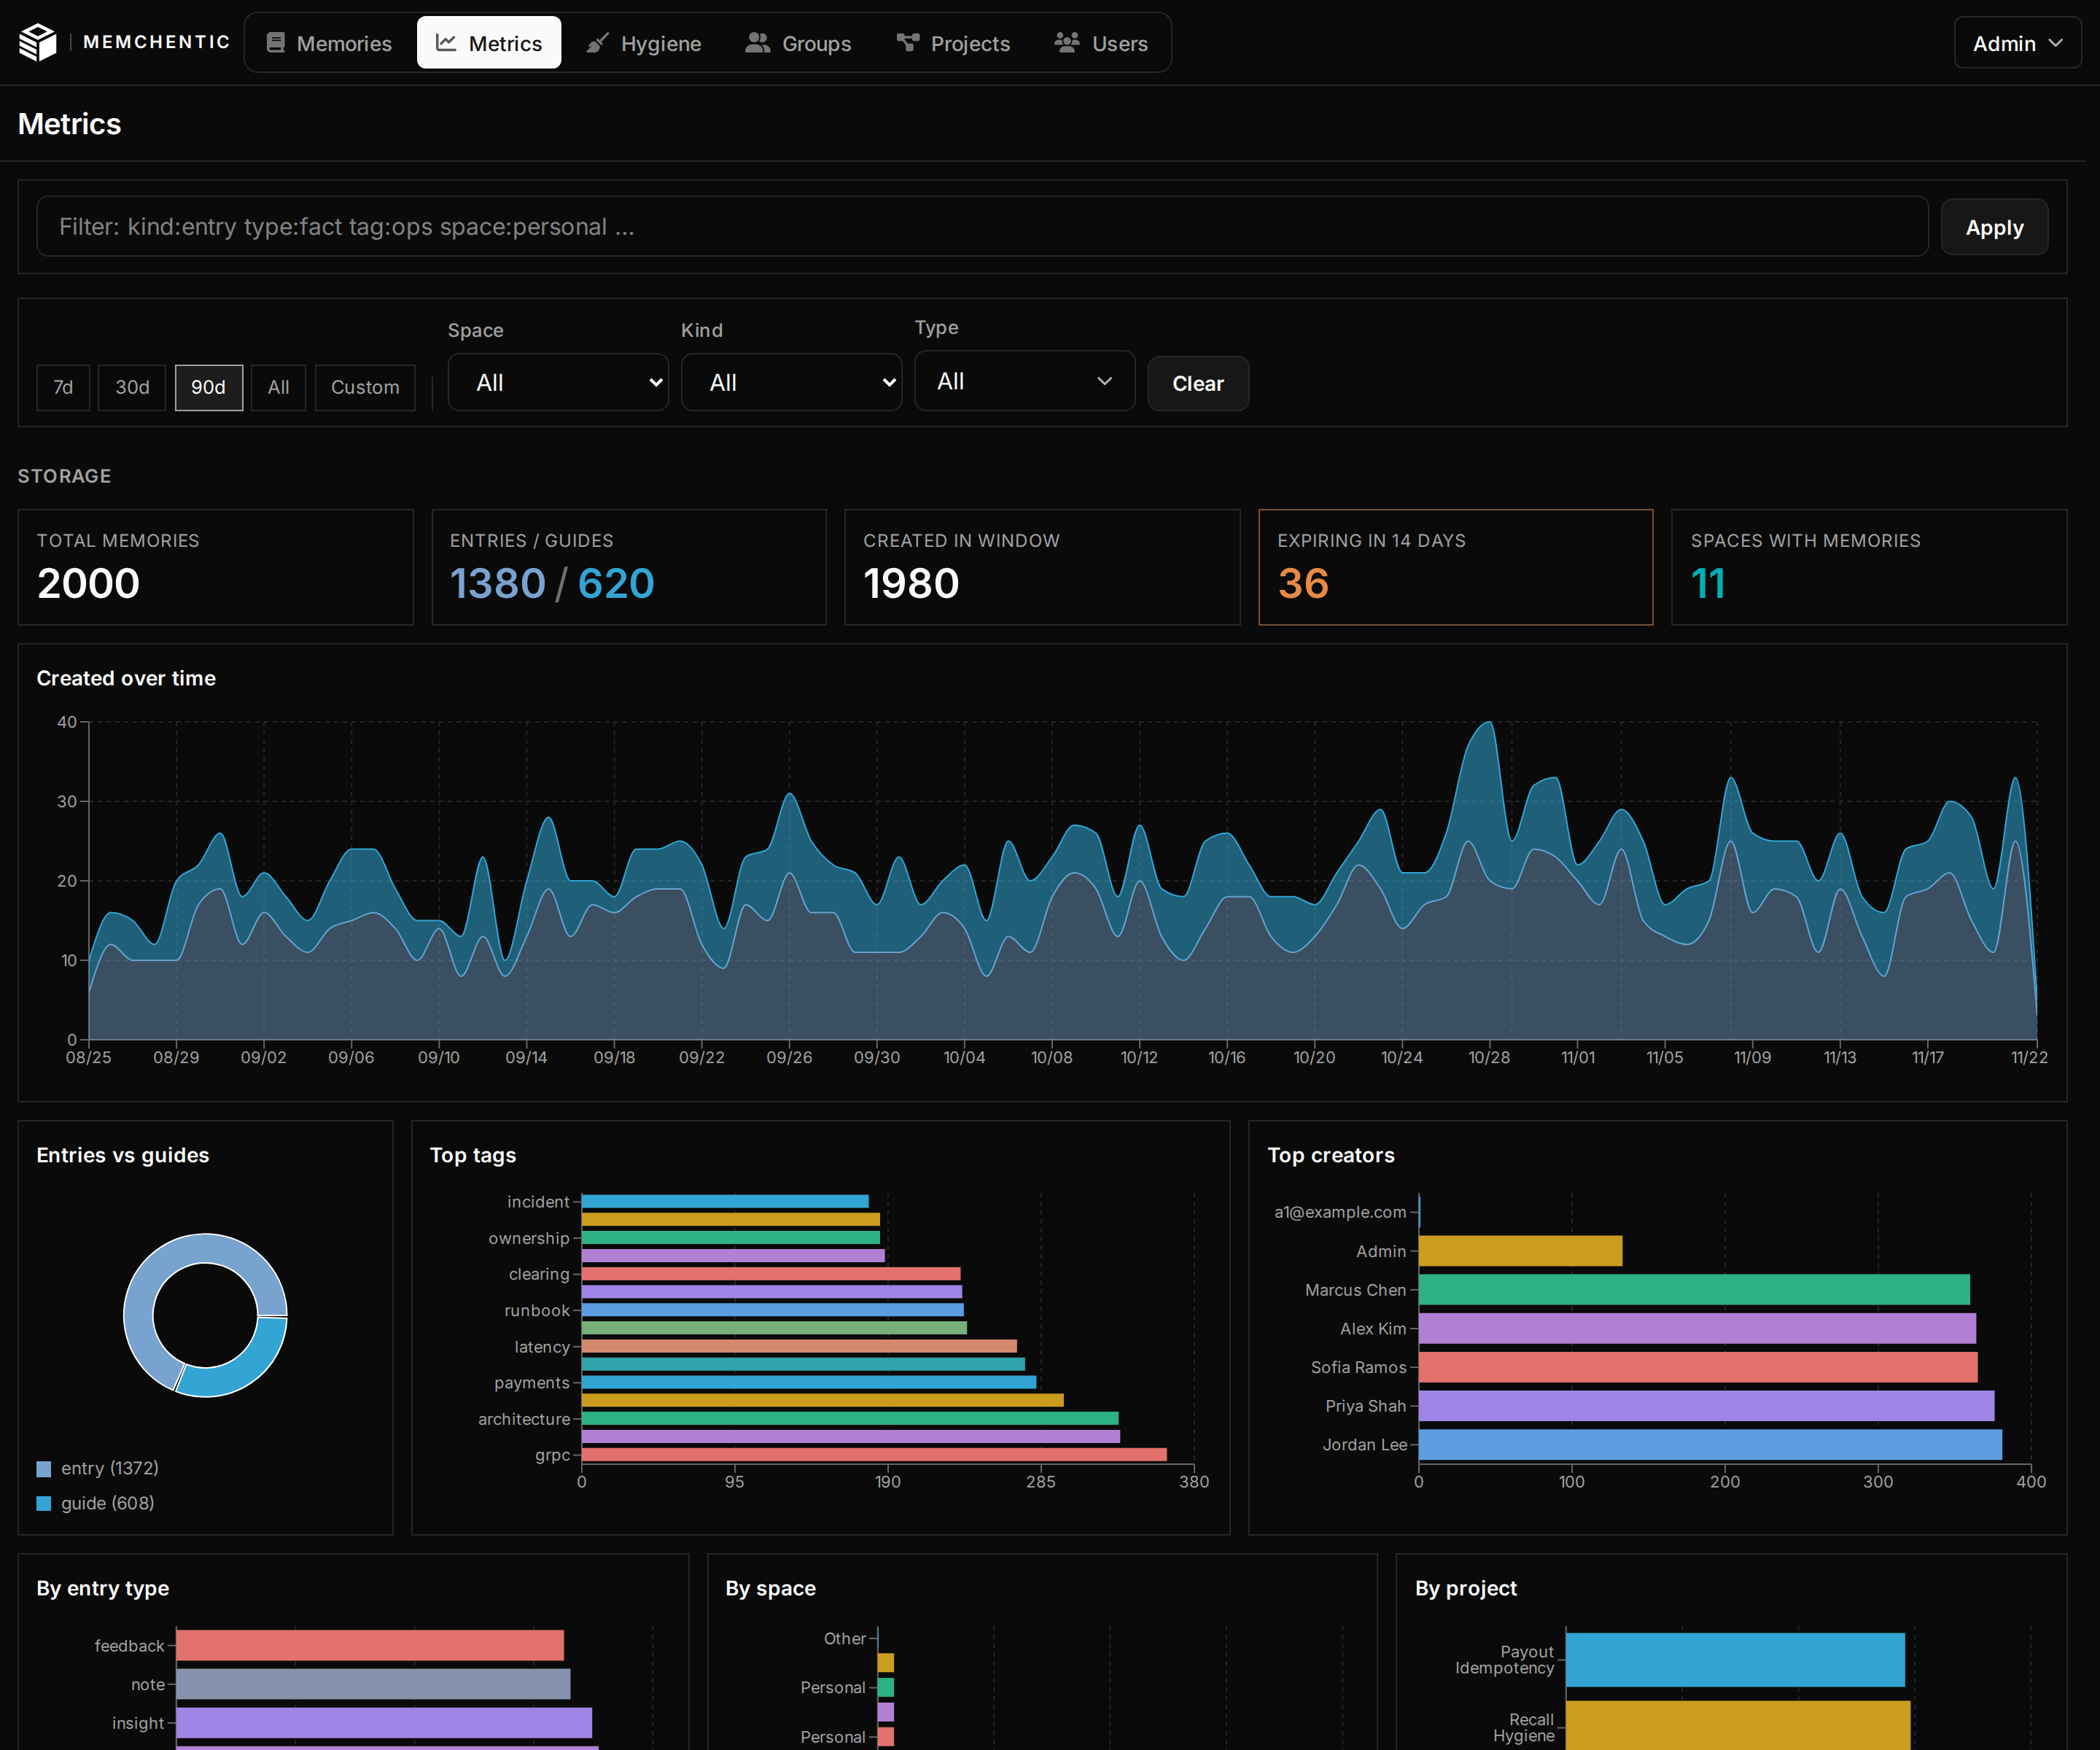 MEMCHENTIC
Memories
Metrics
Hygiene
Groups
Projects
Users
Admin
Metrics
Filter: kind:entry type:fact tag:ops space:personal ...
Apply
Space
Kind
Type
7d
30d
90d
All
Custom
All
All
All
Clear
STORAGE
TOTAL MEMORIES
2000
ENTRIES / GUIDES
1380 / 620
CREATED IN WINDOW
1980
EXPIRING IN 14 DAYS
36
SPACES WITH MEMORIES
11
Created over time
40
30
20
10
0
08/25 08/29 09/02 09/06 09/10 09/14 09/18 09/22 09/26 09/30 10/04 10/08 10/12 10/16 10/20 10/24 10/28 11/01 11/05 11/09 11/13 11/17 11/22
Entries vs guides
entry (1372)
guide (608)
Top tags
incident
ownership
clearing
runbook
latency
payments
architecture
grpc
0 95 190 285 380
Top creators
a1@example.com
Admin
Marcus Chen
Alex Kim
Sofia Ramos
Priya Shah
Jordan Lee
0 100 200 300 400
By entry type
feedback
note
insight
By space
Other
Personal
Personal
By project
Payout
Idempotency
Recall
Hygiene